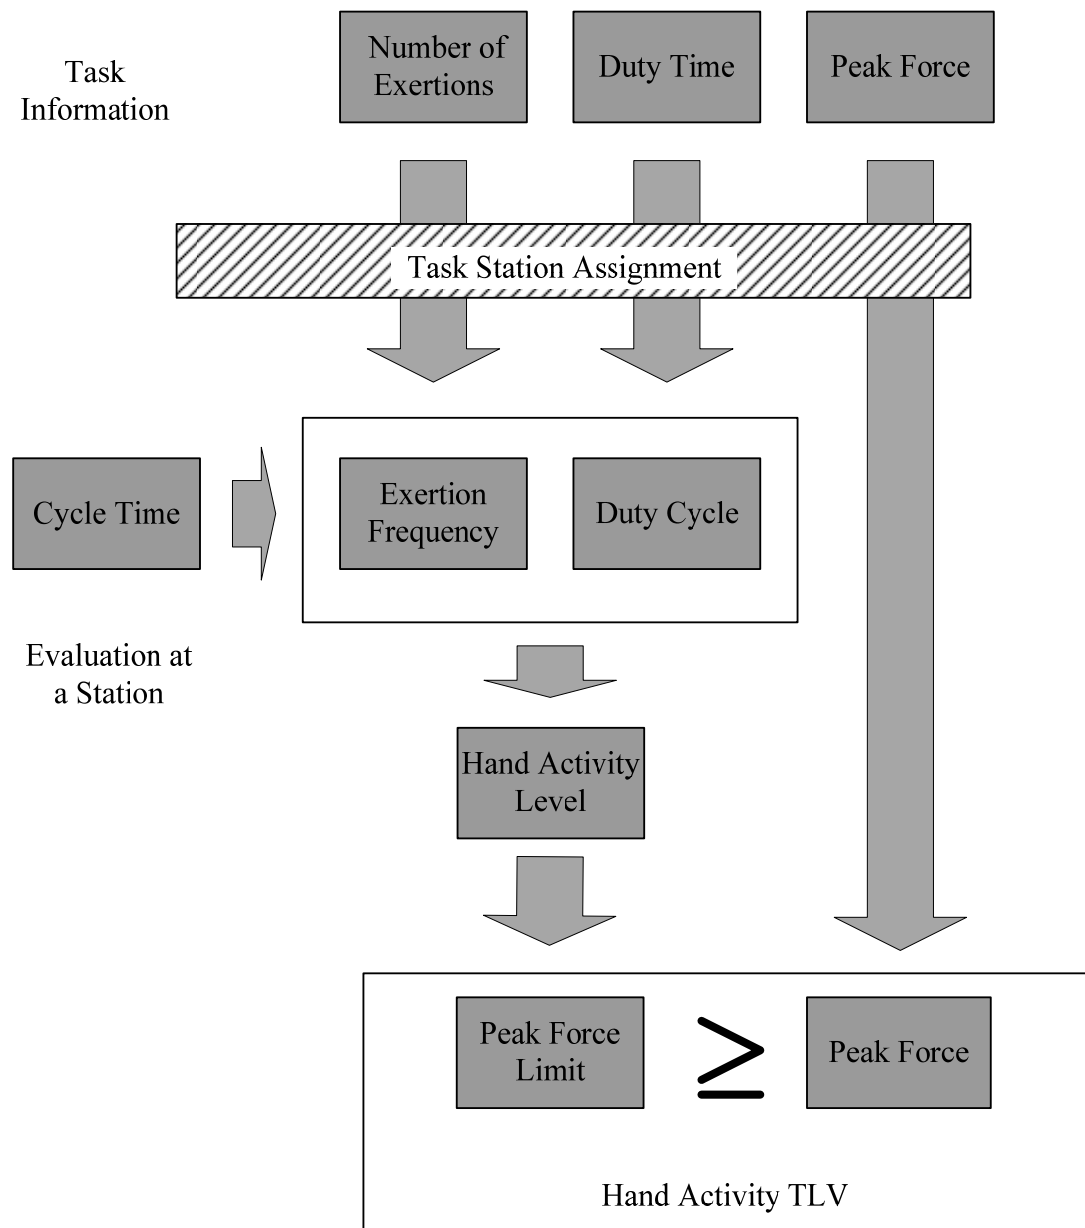 Task
Information
Number of
Exertions
Duty Time
Peak Force
Task Station Assignment
Cycle Time
Exertion
Frequency
Duty Cycle
Evaluation at
a Station
Hand Activity
Level
Peak Force
Limit
≥
Peak Force
Hand Activity TLV